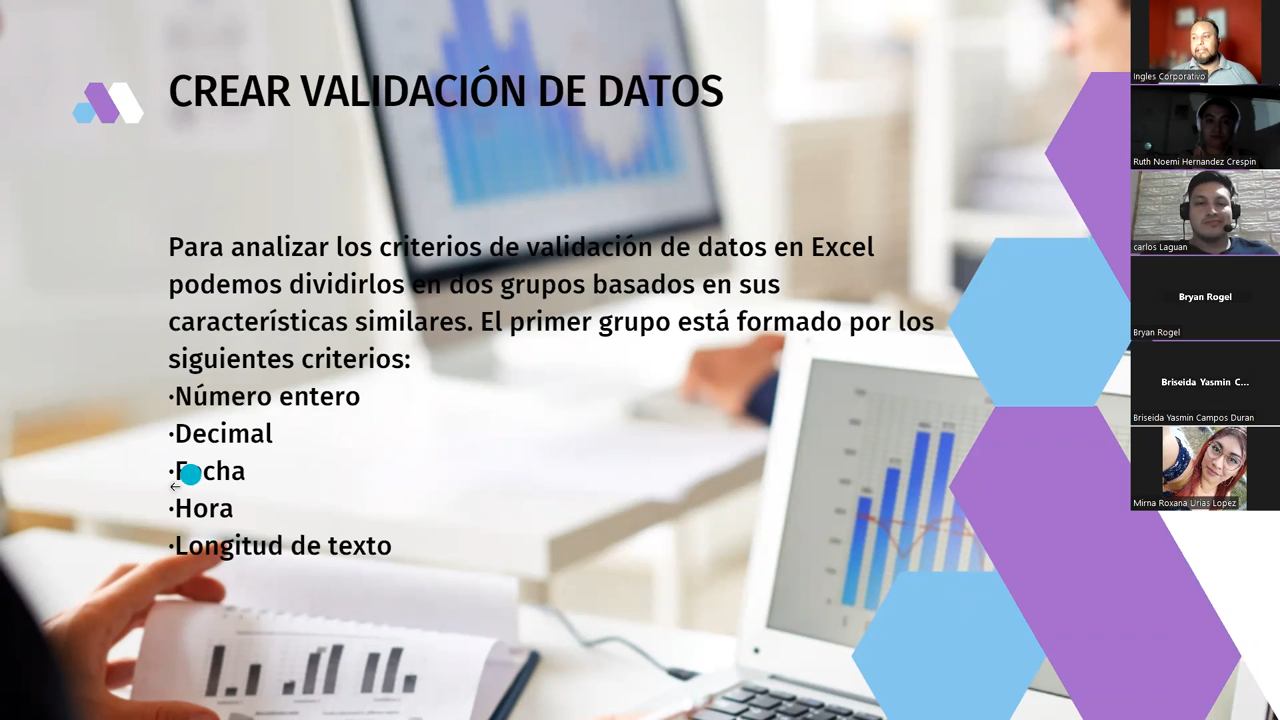 CREAR VALIDACIÓN DE DATOS
Para analizar los criterios de validación de datos en Excel
podemos dividirlos en dos grupos basados en sus
características similares. El primer grupo está formado por los
siguientes criterios:
·Número entero
·Decimal
·Fecha
·Hora
·Longitud de texto
Ingles Corporativo
Ruth Noemi Hernandez Crespin
carlos Laguan
Bryan Rogel
Bryan Rogel
Briseida Yasmin C...
Briseida Yasmin Campos Duran
Mirna Roxana Urias Lopez